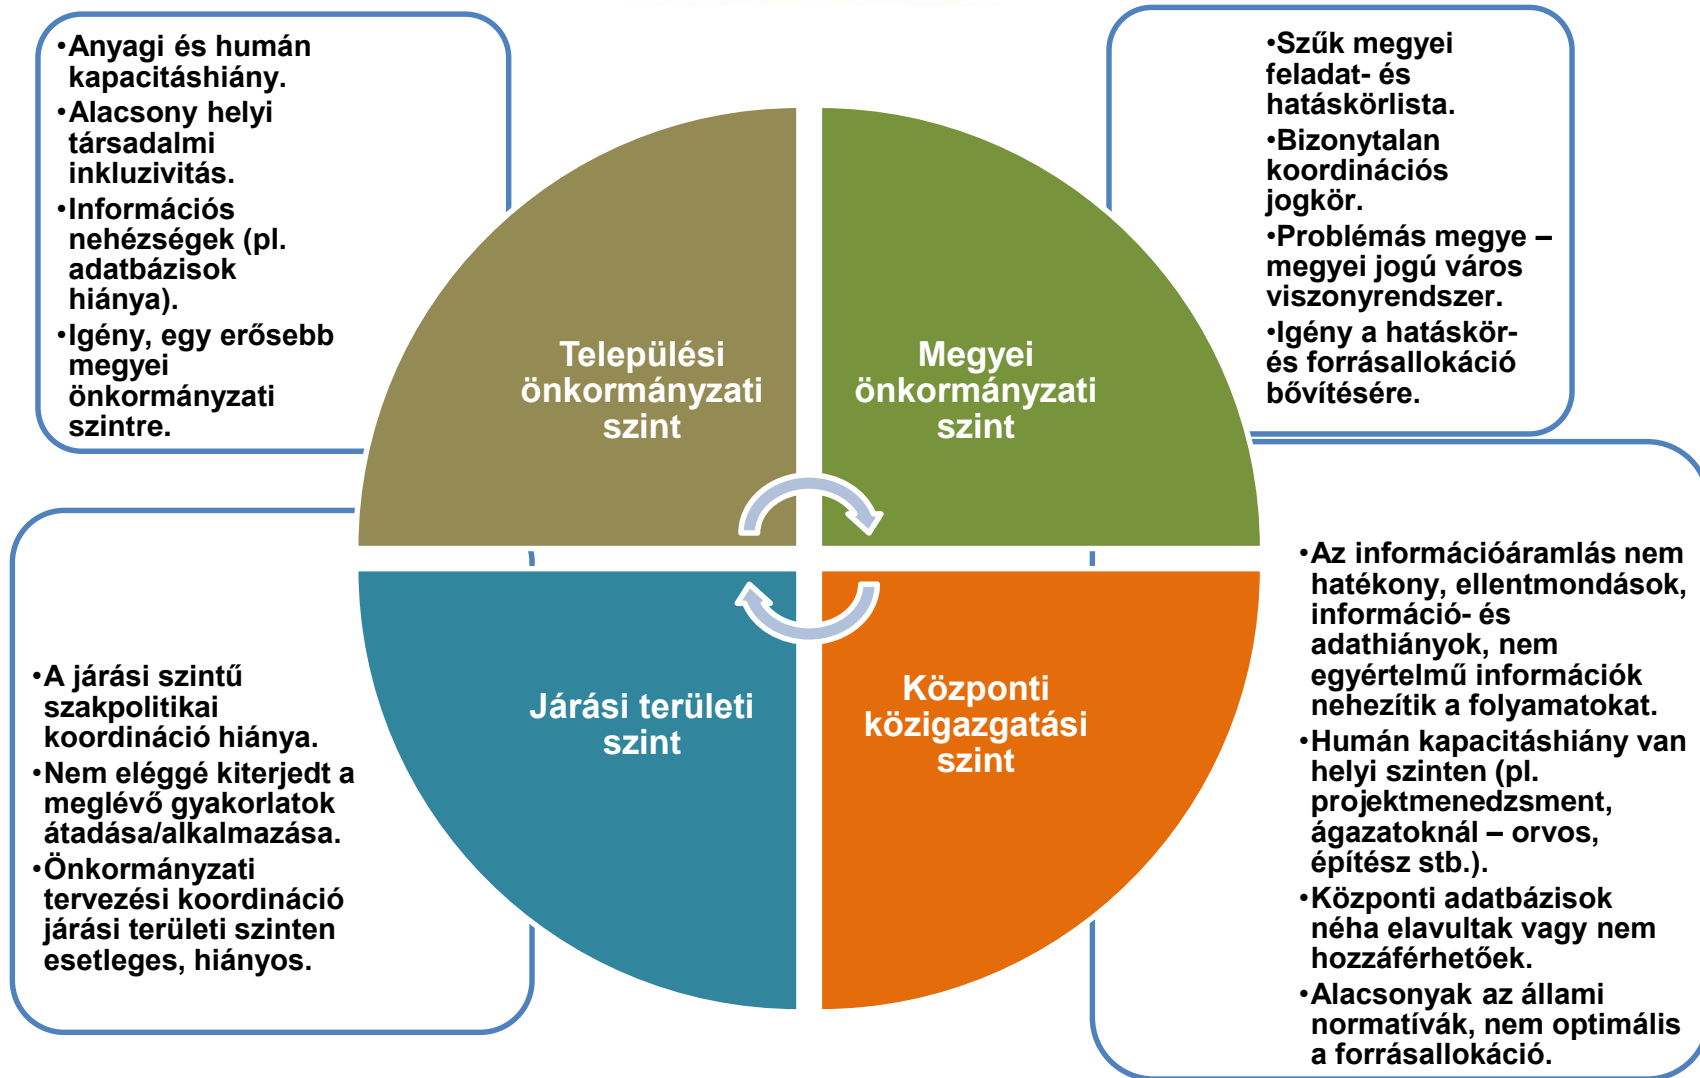 •Anyagi és humán
kapacitáshiány.
•Alacsony helyi
társadalmi
inkluzivitás.
•Információs
nehézségek (pl.
adatbázisok
hiánya).
•Igény, egy erősebb
megyei
önkormányzati
szintre.
•Szűk megyei
feladat- és
hatáskörlista.
•Bizonytalan
koordinációs
jogkör.
•Problémás megye –
megyei jogú város
viszonyrendszer.
•Igény a hatáskör-
és forrásallokáció
bővítésére.
Települési
önkormányzati
szint
Megyei
önkormányzati
szint
Járási területi
szint
Központi
közigazgatási
szint
•A járási szintű
szakpolitikai
koordináció hiánya.
•Nem eléggé kiterjedt a
meglévő gyakorlatok
átadása/alkalmazása.
•Önkormányzati
tervezési koordináció
járási területi szinten
esetleges, hiányos.
•Az információáramlás nem
hatékony, ellentmondások,
információ- és
adathiányok, nem
egyértelmű információk
nehezítik a folyamatokat.
•Humán kapacitáshiány van
helyi szinten (pl.
projektmenedzsment,
ágazatoknál – orvos,
építész stb.).
•Központi adatbázisok
néha elavultak vagy nem
hozzáférhetőek.
•Alacsonyak az állami
normatívák, nem optimális
a forrásallokáció.